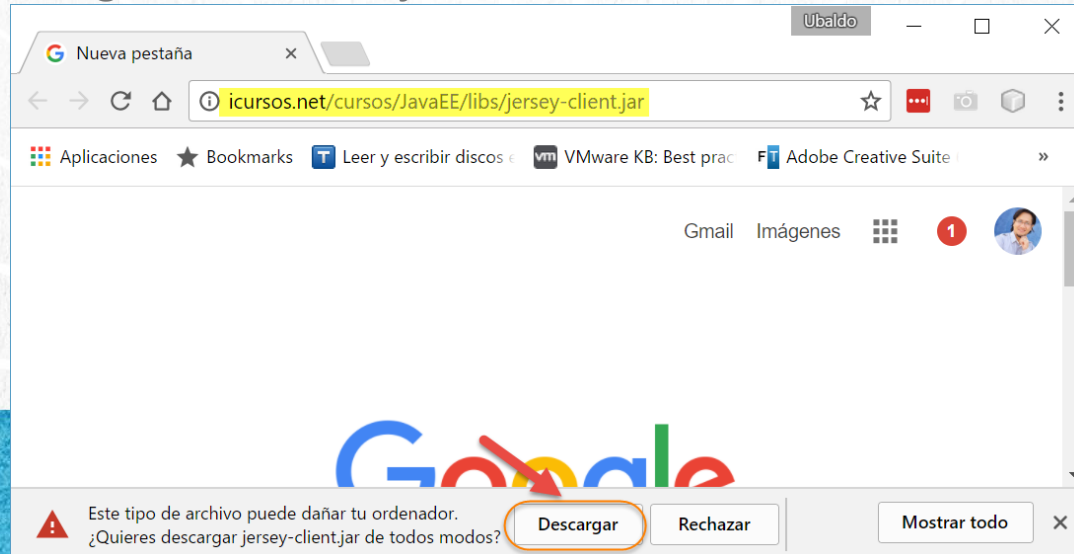 Ubaldo
Nueva pestaña
icursos.net/cursos/JavaEE/libs/jersey-client.jar
Aplicaciones Bookmarks Leer y escribir discos VMware KB: Best prac Adobe Creative Suite »
Gmail Imágenes 1
Google
Este tipo de archivo puede dañar tu ordenador.
¿Quieres descargar jersey-client.jar de todos modos?
Descargar Rechazar Mostrar todo